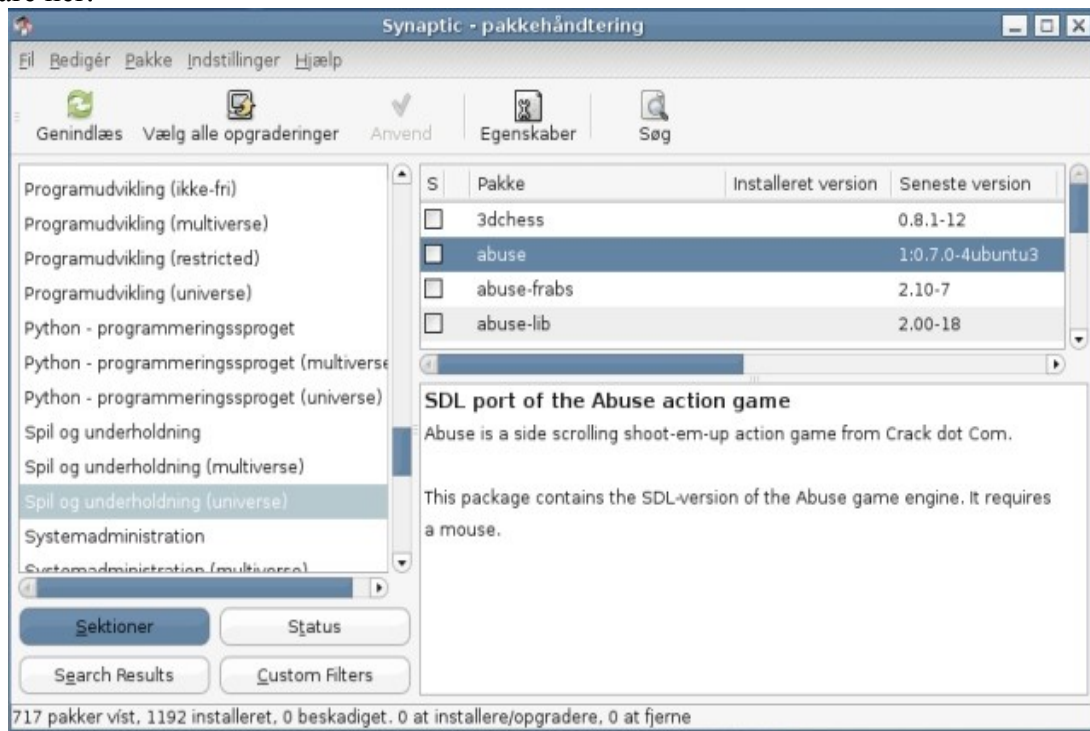 Synaptic - pakkehåndtering
Fil Redigér Pakke Indstillinger Hjælp
Genindlæs Vælg alle opgraderinger Anvend Egenskaber Søg
Programudvikling (ikke-fri)
Programudvikling (multiverse)
Programudvikling (restricted)
Programudvikling (universe)
Python - programmeringssproget
Python - programmeringssproget (multiverse
Python - programmeringssproget (universe)
Spil og underholdning
Spil og underholdning (multiverse)
Spil og underholdning (universe)
Systemadministration
Systemadministration (multiverse)
Sektioner Status
Search Results Custom Filters
S Pakke Installeret version Seneste version
3dchess 0.8.1-12
abuse 1:0.7.0-4ubuntu3
abuse-frabs 2.10-7
abuse-lib 2.00-18
SDL port of the Abuse action game
Abuse is a side scrolling shoot-em-up action game from Crack dot Com.
This package contains the SDL-version of the Abuse game engine. It requires
a mouse.
717 pakker vist, 1192 installeret, 0 beskadiget. 0 at installere/opgradere, 0 at fjerne